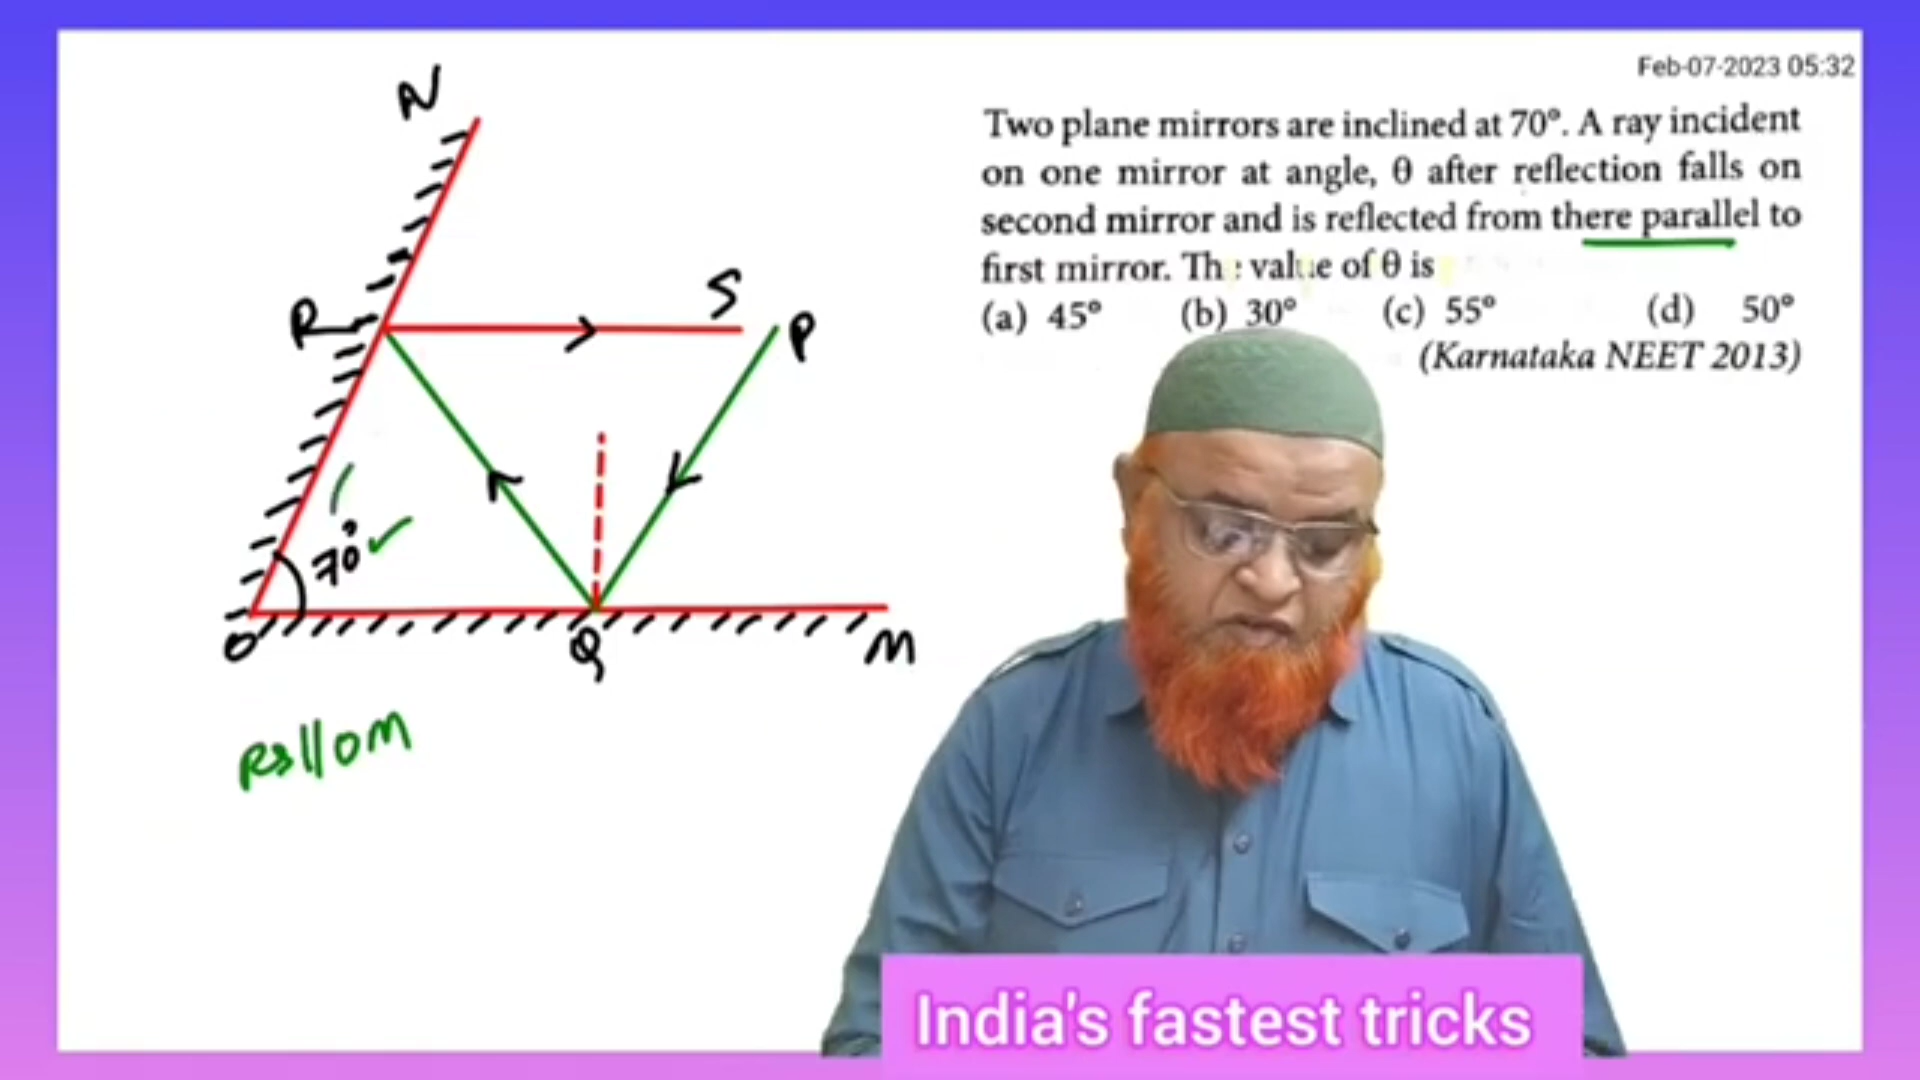 Feb-07-2023 05:32
Two plane mirrors are inclined at 70°. A ray incident
on one mirror at angle, θ after reflection falls on
second mirror and is reflected from there parallel to
first mirror. The value of θ is
(a) 45° (b) 30° (c) 55° (d) 50°
(Karnataka NEET 2013)
N
R
S
P
70°
O
Q
M
RS||OM
India's fastest tricks